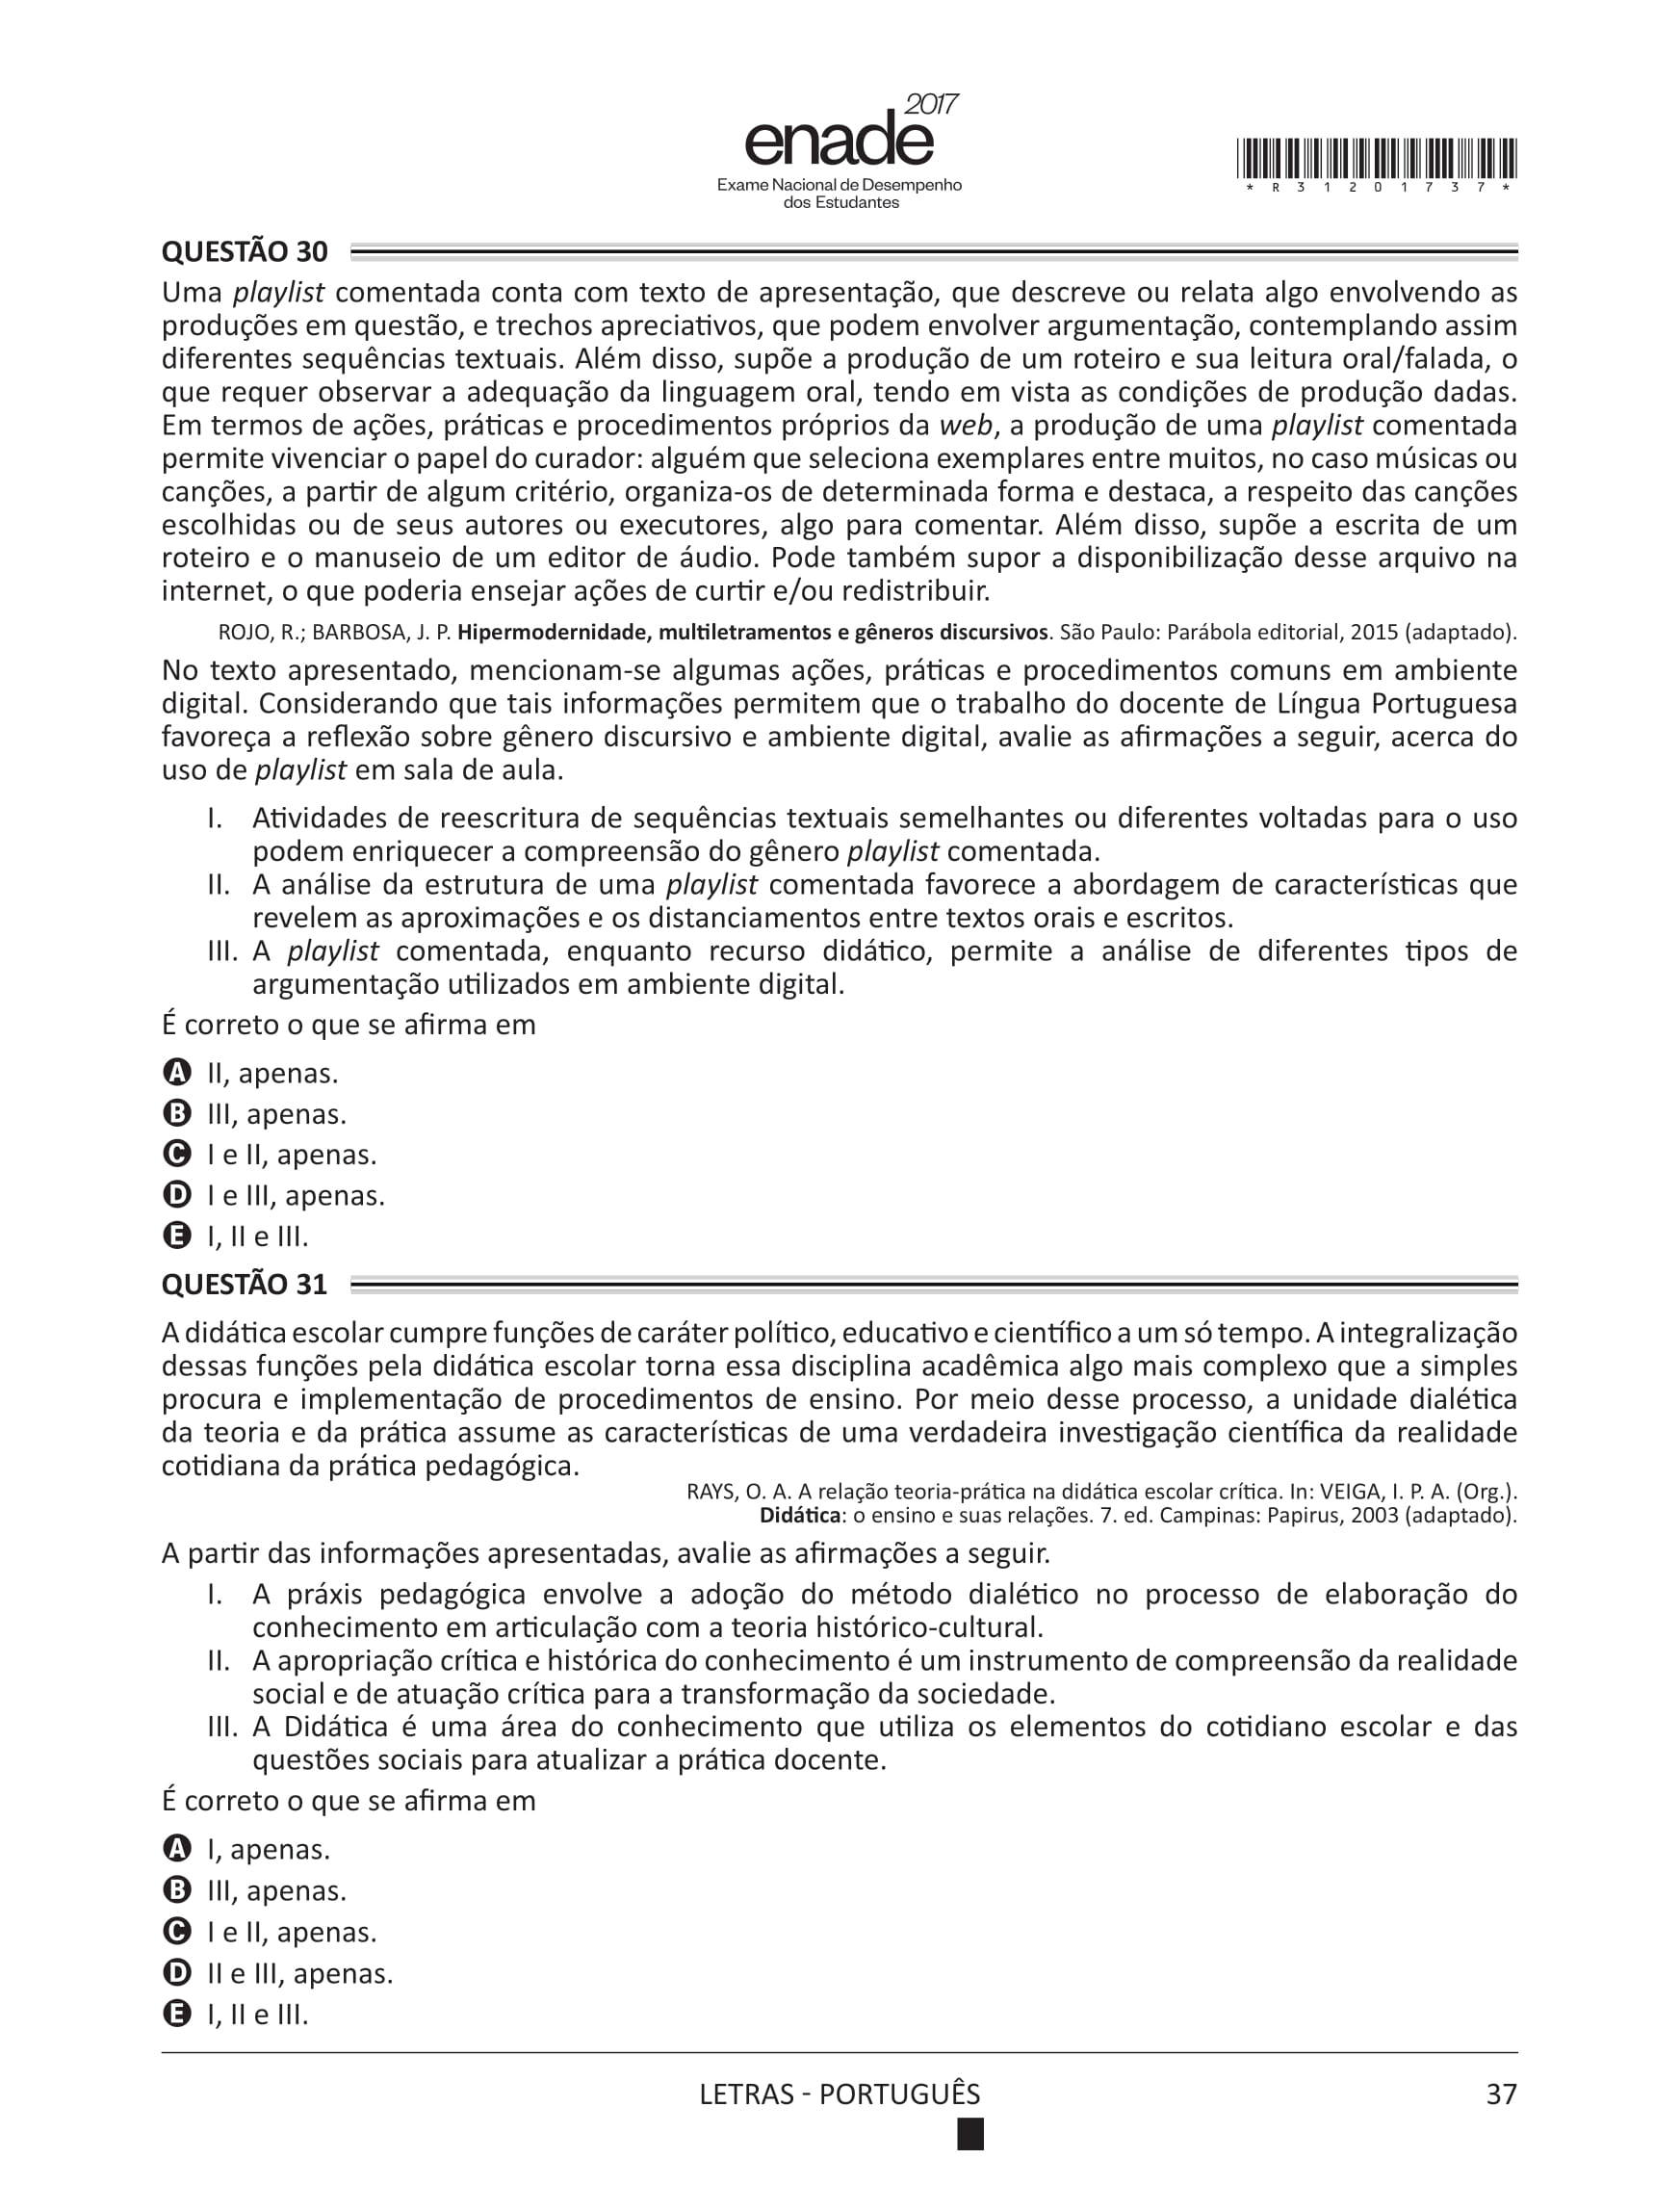 2017
enade
Exame Nacional de Desempenho
dos Estudantes
* R 3 1 2 0 1 7 3 7 *
QUESTÃO 30
Uma playlist comentada conta com texto de apresentação, que descreve ou relata algo envolvendo as
produções em questão, e trechos apreciativos, que podem envolver argumentação, contemplando assim
diferentes sequências textuais. Além disso, supõe a produção de um roteiro e sua leitura oral/falada, o
que requer observar a adequação da linguagem oral, tendo em vista as condições de produção dadas.
Em termos de ações, práticas e procedimentos próprios da web, a produção de uma playlist comentada
permite vivenciar o papel do curador: alguém que seleciona exemplares entre muitos, no caso músicas ou
canções, a partir de algum critério, organiza-os de determinada forma e destaca, a respeito das canções
escolhidas ou de seus autores ou executores, algo para comentar. Além disso, supõe a escrita de um
roteiro e o manuseio de um editor de áudio. Pode também supor a disponibilização desse arquivo na
internet, o que poderia ensejar ações de curtir e/ou redistribuir.
ROJO, R.; BARBOSA, J. P. Hipermodernidade, multiletramentos e gêneros discursivos. São Paulo: Parábola editorial, 2015 (adaptado).
No texto apresentado, mencionam-se algumas ações, práticas e procedimentos comuns em ambiente
digital. Considerando que tais informações permitem que o trabalho do docente de Língua Portuguesa
favoreça a reflexão sobre gênero discursivo e ambiente digital, avalie as afirmações a seguir, acerca do
uso de playlist em sala de aula.
I. Atividades de reescritura de sequências textuais semelhantes ou diferentes voltadas para o uso
podem enriquecer a compreensão do gênero playlist comentada.
II. A análise da estrutura de uma playlist comentada favorece a abordagem de características que
revelem as aproximações e os distanciamentos entre textos orais e escritos.
III. A playlist comentada, enquanto recurso didático, permite a análise de diferentes tipos de
argumentação utilizados em ambiente digital.
É correto o que se afirma em
A II, apenas.
B III, apenas.
C I e II, apenas.
D I e III, apenas.
E I, II e III.
QUESTÃO 31
A didática escolar cumpre funções de caráter político, educativo e científico a um só tempo. A integralização
dessas funções pela didática escolar torna essa disciplina acadêmica algo mais complexo que a simples
procura e implementação de procedimentos de ensino. Por meio desse processo, a unidade dialética
da teoria e da prática assume as características de uma verdadeira investigação científica da realidade
cotidiana da prática pedagógica.
RAYS, O. A. A relação teoria-prática na didática escolar crítica. In: VEIGA, I. P. A. (Org.).
Didática: o ensino e suas relações. 7. ed. Campinas: Papirus, 2003 (adaptado).
A partir das informações apresentadas, avalie as afirmações a seguir.
I. A práxis pedagógica envolve a adoção do método dialético no processo de elaboração do
conhecimento em articulação com a teoria histórico-cultural.
II. A apropriação crítica e histórica do conhecimento é um instrumento de compreensão da realidade
social e de atuação crítica para a transformação da sociedade.
III. A Didática é uma área do conhecimento que utiliza os elementos do cotidiano escolar e das
questões sociais para atualizar a prática docente.
É correto o que se afirma em
A I, apenas.
B III, apenas.
C I e II, apenas.
D II e III, apenas.
E I, II e III.
LETRAS - PORTUGUÊS
37